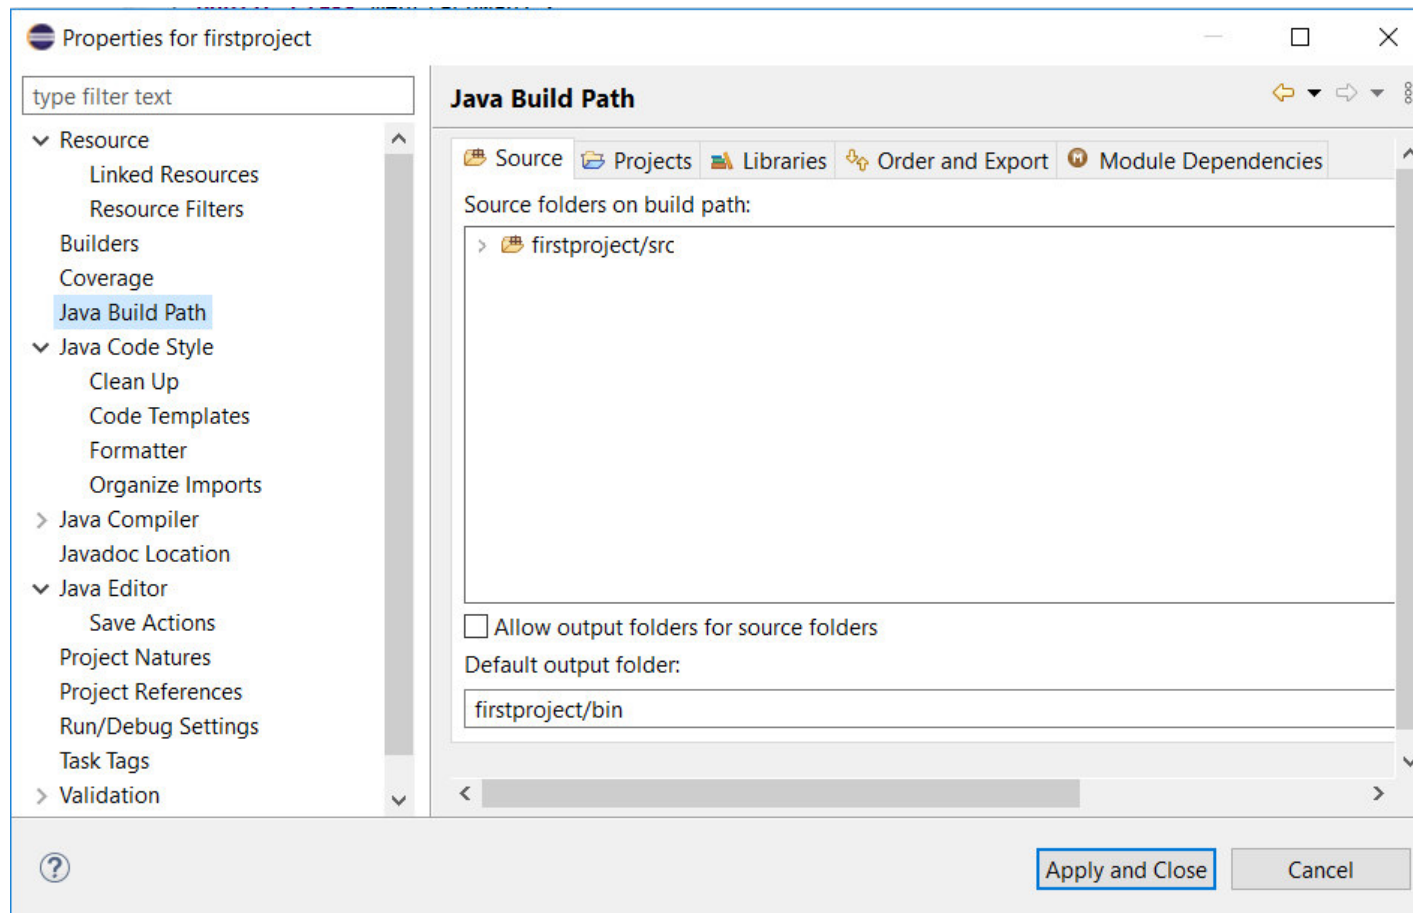 Properties for firstproject
type filter text
Resource
Linked Resources
Resource Filters
Builders
Coverage
Java Build Path
Java Code Style
Clean Up
Code Templates
Formatter
Organize Imports
Java Compiler
Javadoc Location
Java Editor
Save Actions
Project Natures
Project References
Run/Debug Settings
Task Tags
Validation
Java Build Path
Source Projects Libraries Order and Export Module Dependencies
Source folders on build path:
firstproject/src
Allow output folders for source folders
Default output folder:
firstproject/bin
Apply and Close Cancel